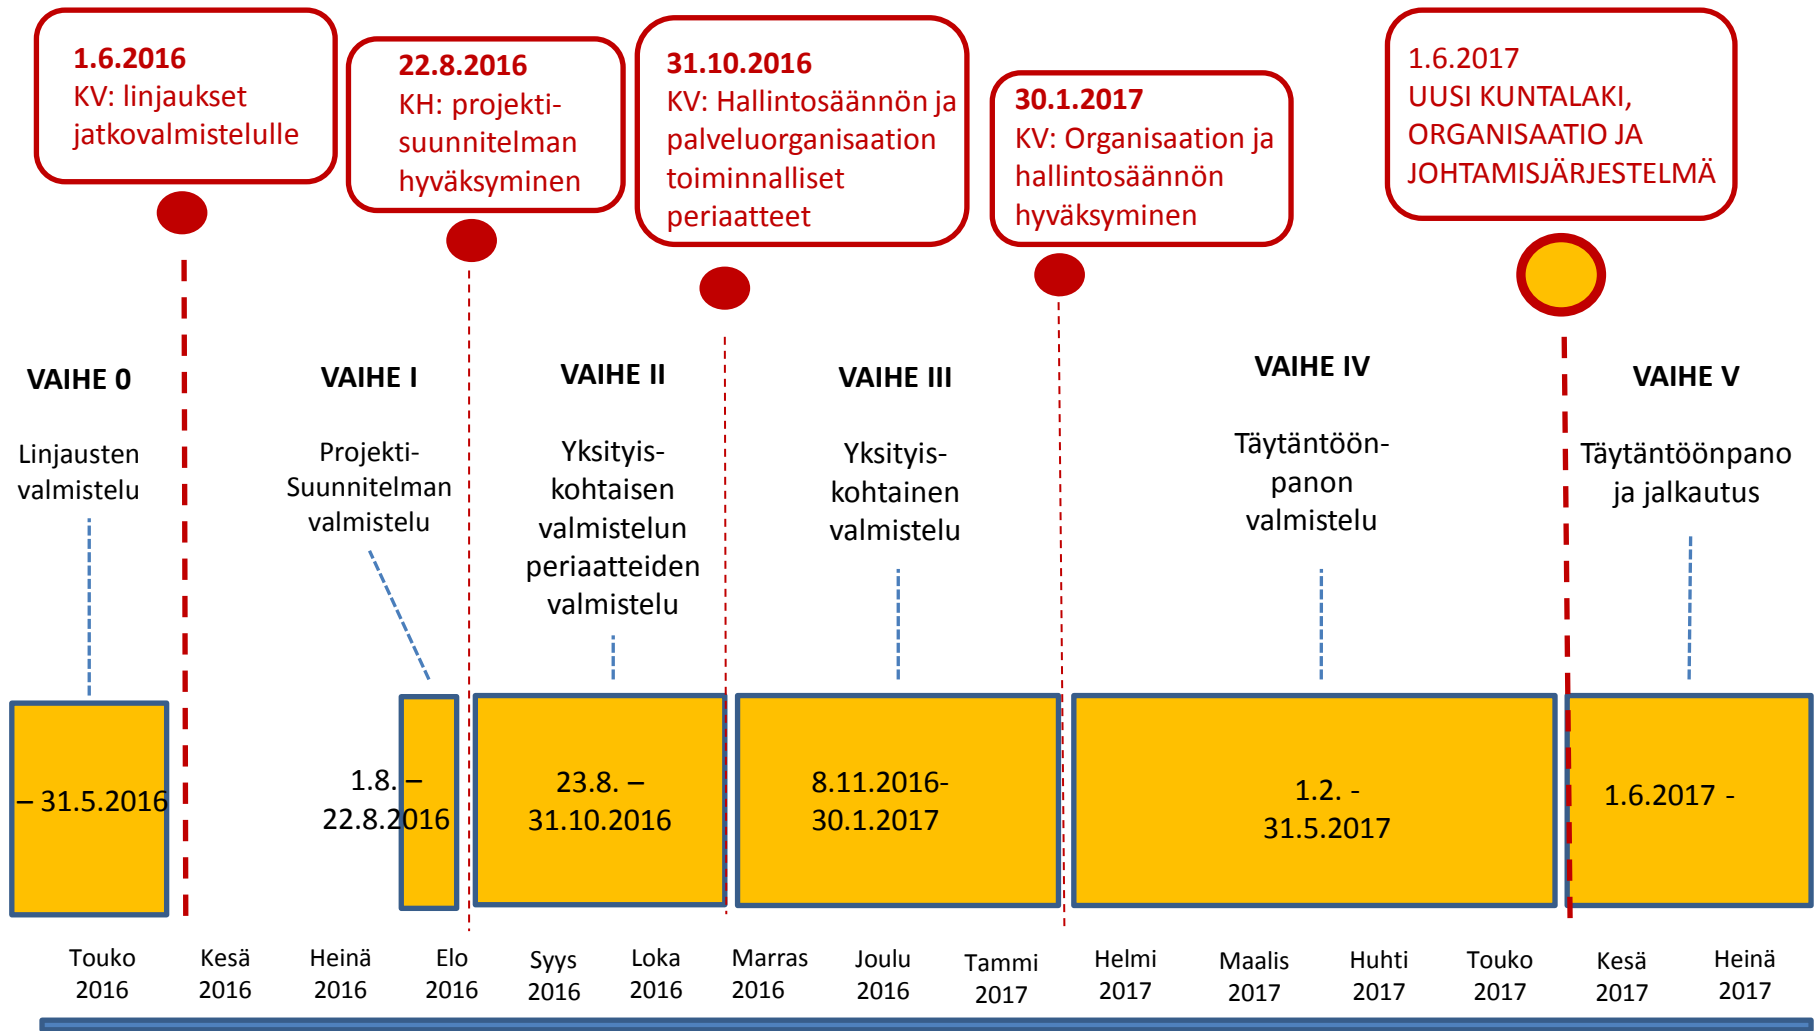 1.6.2016
KV: linjaukset
jatkovalmistelulle
22.8.2016
KH: projekti-
suunnitelman
hyväksyminen
31.10.2016
KV: Hallintosäännön ja
palveluorganisaation
toiminnalliset
periaatteet
30.1.2017
KV: Organisaation ja
hallintosäännön
hyväksyminen
1.6.2017
UUSI KUNTALAKI,
ORGANISAATIO JA
JOHTAMISJÄRJESTELMÄ
VAIHE 0
Linjausten
valmistelu
VAIHE I
Projekti-
Suunnitelman
valmistelu
VAIHE II
Yksityis-
kohtaisen
valmistelun
periaatteiden
valmistelu
VAIHE III
Yksityis-
kohtainen
valmistelu
VAIHE IV
Täytäntöön-
panon
valmistelu
VAIHE V
Täytäntöönpano
ja jalkautus
– 31.5.2016
1.8. –
22.8.2016
23.8. –
31.10.2016
8.11.2016-
30.1.2017
1.2. -
31.5.2017
1.6.2017 -
Touko
2016
Kesä
2016
Heinä
2016
Elo
2016
Syys
2016
Loka
2016
Marras
2016
Joulu
2016
Tammi
2017
Helmi
2017
Maalis
2017
Huhti
2017
Touko
2017
Kesä
2017
Heinä
2017